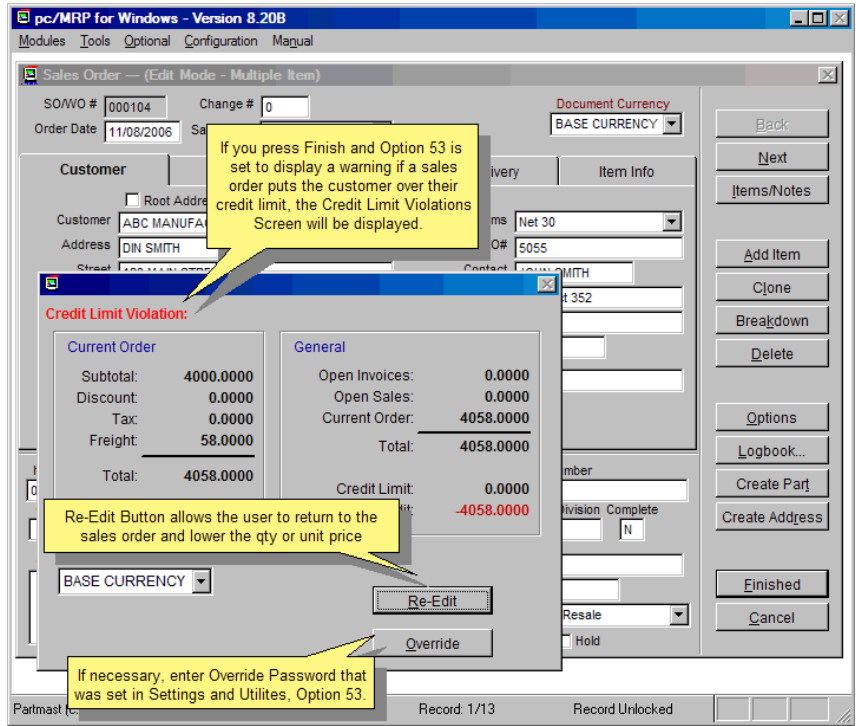 pc/MRP for Windows - Version 8.20B
Modules Tools Optional Configuration Manual
Sales Order — (Edit Mode - Multiple Item)
SO/WO # 000104 Change # 0 Document Currency
Order Date 11/08/2006 BASE CURRENCY
Back
Next
Items/Notes
Add Item
Clone
Breakdown
Delete
Options
Logbook...
Create Part
Create Address
Finished
Cancel
If you press Finish and Option 53 is
set to display a warning if a sales
order puts the customer over their
credit limit, the Credit Limit Violations
Screen will be displayed.
Customer Item Info
Root
Customer ABC Net 30
Address DIN SMITH 5055
Contact
Credit Limit Violation:
Current Order
Subtotal: 4000.0000
Discount: 0.0000
Tax: 0.0000
Freight: 58.0000
Total: 4058.0000
General
Open Invoices: 0.0000
Open Sales: 0.0000
Current Order: 4058.0000
Total: 4058.0000
Credit Limit: 0.0000
-4058.0000
Re-Edit Button allows the user to return to the
sales order and lower the qty or unit price
BASE CURRENCY
Re-Edit
Override
If necessary, enter Override Password that
was set in Settings and Utilites, Option 53.
352
Division Complete
N
Resale
Hold
Partmast Record: 1/13 Record Unlocked